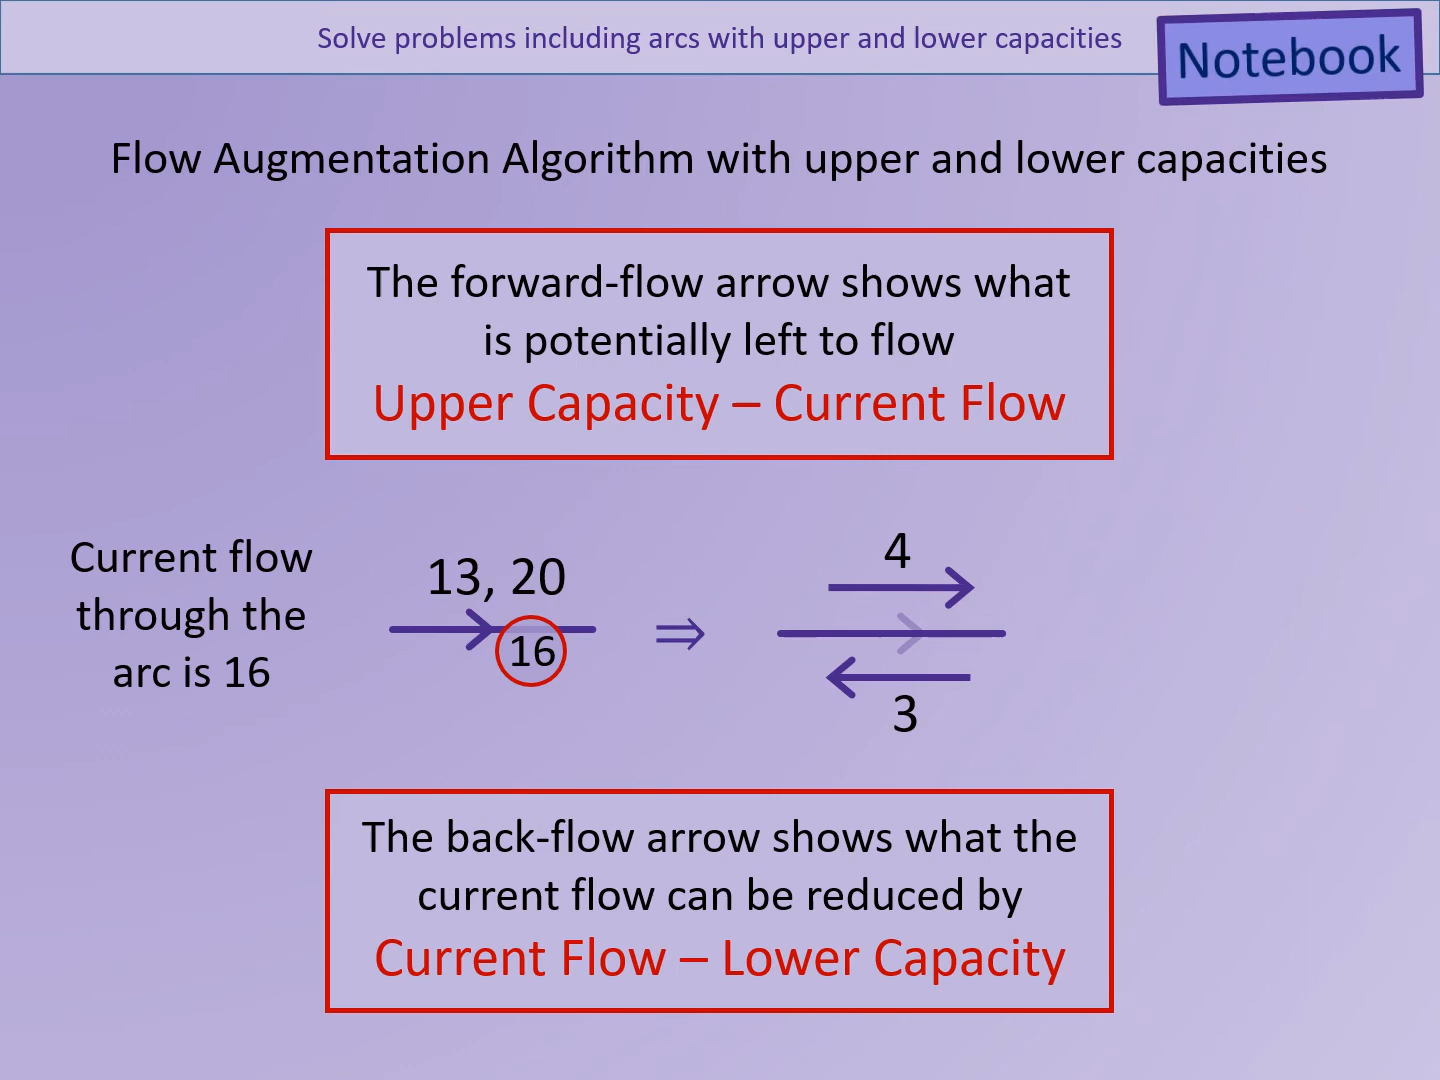 Solve problems including arcs with upper and lower capacities
Notebook
Flow Augmentation Algorithm with upper and lower capacities
The forward-flow arrow shows what
is potentially left to flow
Upper Capacity – Current Flow
Current flow
through the
arc is 16
13, 20
16
⇒
4
3
The back-flow arrow shows what the
current flow can be reduced by
Current Flow – Lower Capacity